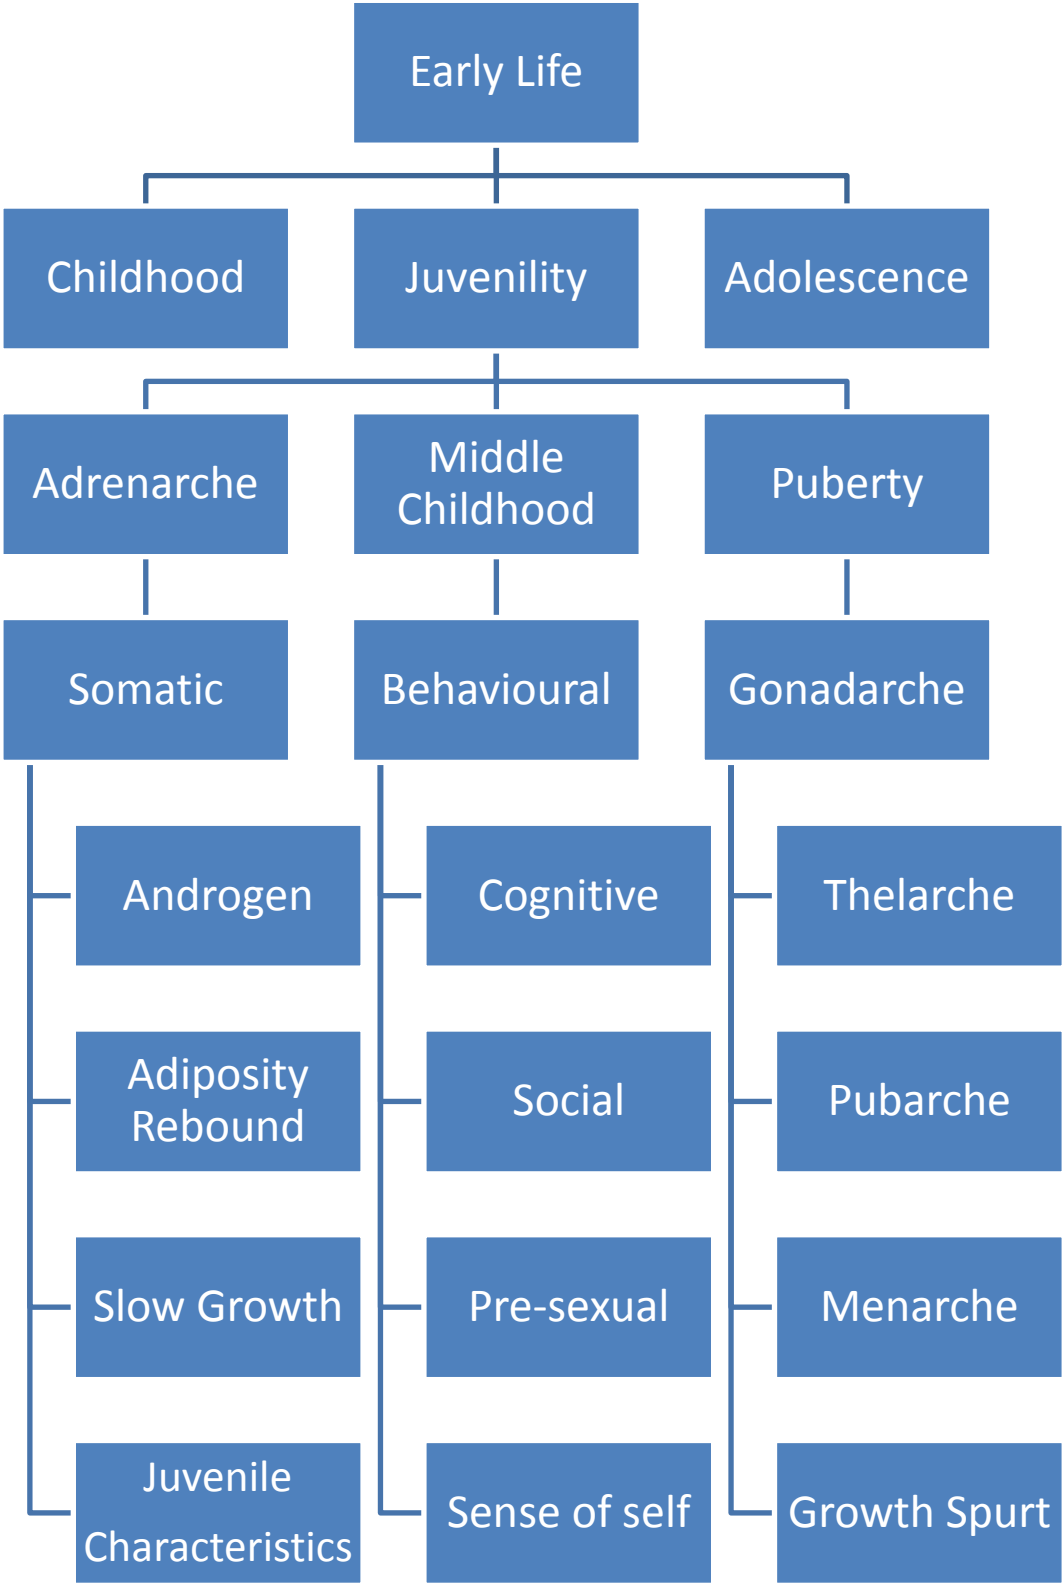 Early Life
Childhood
Juvenility
Adolescence
Adrenarche
Middle
Childhood
Puberty
Somatic
Behavioural
Gonadarche
Androgen
Cognitive
Thelarche
Adiposity
Rebound
Social
Pubarche
Slow Growth
Pre-sexual
Menarche
Juvenile
Characteristics
Sense of self
Growth Spurt